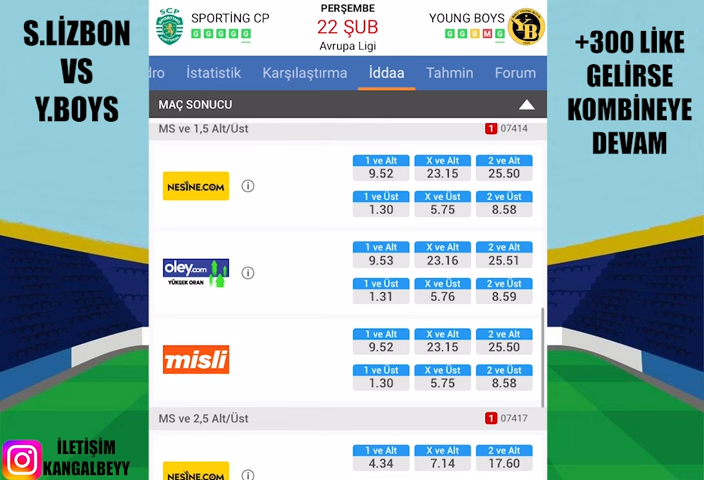 S.LİZBON
VS
Y.BOYS
SCP
SPORTING
SPORTİNG CP
G G G G G
PERŞEMBE
22 ŞUB
Avrupa Ligi
YOUNG BOYS
G G B M G
+300 LİKE
GELİRSE
KOMBİNEYE
DEVAM
dro İstatistik Karşılaştırma İddaa Tahmin Forum
MAÇ SONUCU
MS ve 1,5 Alt/Üst 1 07414
NESİNE.COM
1 ve Alt X ve Alt 2 ve Alt
9.52 23.15 25.50
1 ve Üst X ve Üst 2 ve Üst
1.30 5.75 8.58
oley.com
YÜKSEK ORAN
1 ve Alt X ve Alt 2 ve Alt
9.53 23.16 25.51
1 ve Üst X ve Üst 2 ve Üst
1.31 5.76 8.59
misli
1 ve Alt X ve Alt 2 ve Alt
9.52 23.15 25.50
1 ve Üst X ve Üst 2 ve Üst
1.30 5.75 8.58
MS ve 2,5 Alt/Üst 1 07417
NESİNE.COM
1 ve Alt X ve Alt 2 ve Alt
4.34 7.14 17.60
İLETİŞİM
KANGALBEYY